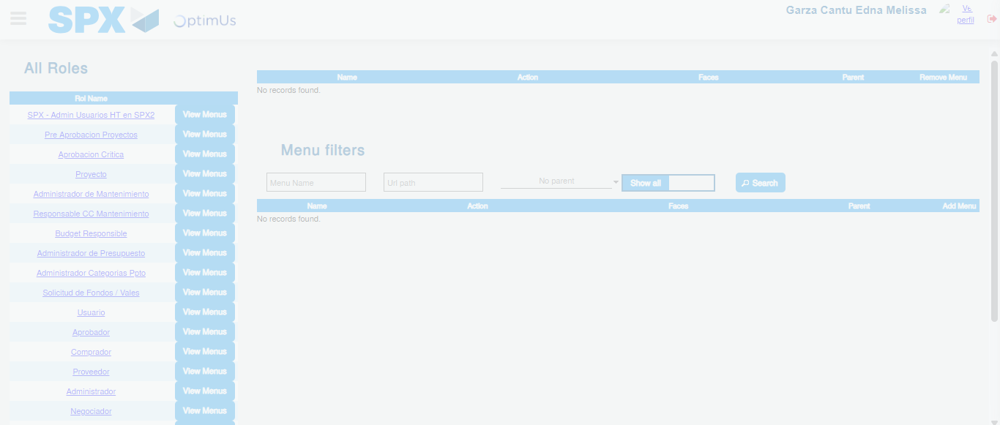 SPX
OptimUs
Garza Cantu Edna Melissa
Ve
perfil
All Roles
Rol Name
SPX - Admin Usuarios HT en SPX2 View Menus
Pre Aprobacion Proyectos View Menus
Aprobacion Critica View Menus
Proyecto View Menus
Administrador de Mantenimiento View Menus
Responsable CC Mantenimiento View Menus
Budget Responsible View Menus
Administrador de Presupuesto View Menus
Administrador Categorias Ppto View Menus
Solicitud de Fondos / Vales View Menus
Usuario View Menus
Aprobador View Menus
Comprador View Menus
Proveedor View Menus
Administrador View Menus
Negociador View Menus
Name Action Faces Parent Remove Menu
No records found.
Menu filters
Menu Name Url path No parent Show all Search
Name Action Faces Parent Add Menu
No records found.